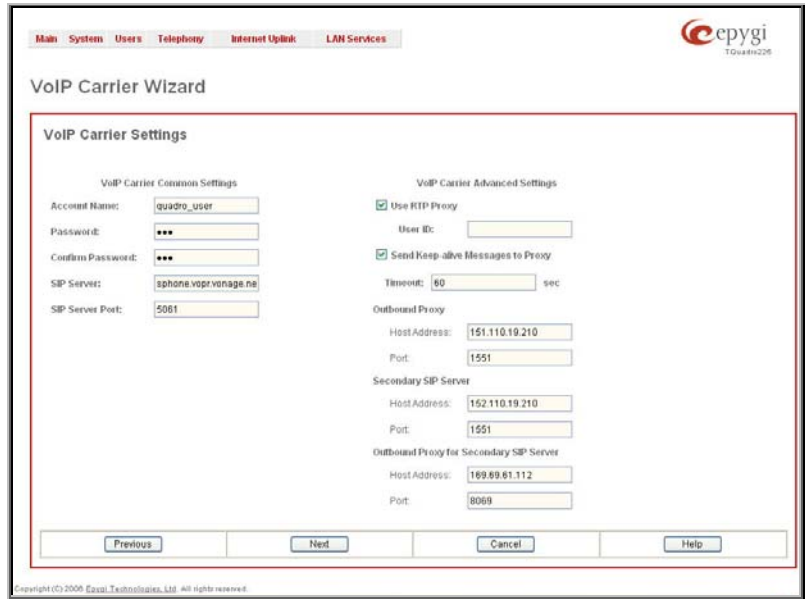 Main System Users Telephony Internet Uplink LAN Services
epygi
TQuadro226
VoIP Carrier Wizard
VoIP Carrier Settings
VoIP Carrier Common Settings
Account Name: quadro_user
Password: •••
Confirm Password: •••
SIP Server: sphone.vopr.vonage.ne
SIP Server Port: 5061
VoIP Carrier Advanced Settings
Use RTP Proxy
User ID:
Send Keep-alive Messages to Proxy
Timeout: 60 sec
Outbound Proxy
Host Address: 151.110.19.210
Port: 1551
Secondary SIP Server
Host Address: 152.110.19.210
Port: 1551
Outbound Proxy for Secondary SIP Server
Host Address: 169.69.61.112
Port: 8069
Previous Next Cancel Help
Copyright (C) 2006 Epygi Technologies, Ltd. All rights reserved.